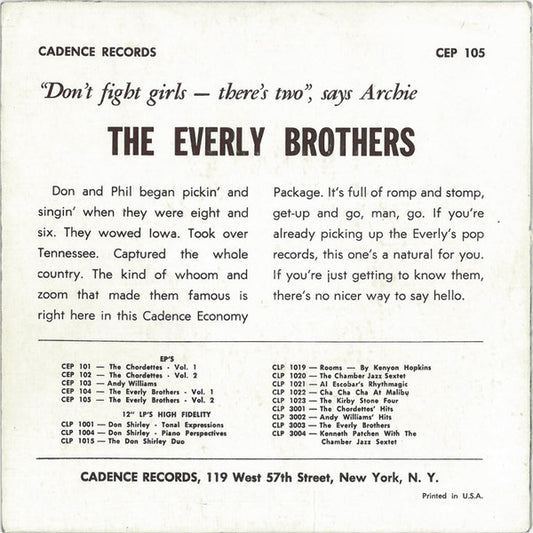 CADENCE RECORDS
CEP 105
"Don't fight girls — there's two", says Archie
THE EVERLY BROTHERS
Don and Phil began pickin' and
singin' when they were eight and
six. They wowed Iowa. Took over
Tennessee. Captured the whole
country. The kind of whoom and
zoom that made them famous is
right here in this Cadence Economy
Package. It's full of romp and stomp,
get-up and go, man, go. If you're
already picking up the Everly's pop
records, this one's a natural for you.
If you're just getting to know them,
there's no nicer way to say hello.
EP'S
CEP 101 — The Chordettes - Vol. 1
CEP 102 — The Chordettes - Vol. 2
CEP 103 — Andy Williams
CEP 104 — The Everly Brothers - Vol. 1
CEP 105 — The Everly Brothers - Vol. 2
12" LP'S HIGH FIDELITY
CLP 1001 — Don Shirley - Tonal Expressions
CLP 1004 — Don Shirley - Piano Perspectives
CLP 1015 — The Don Shirley Duo
CLP 1019 — Rooms — By Kenyon Hopkins
CLP 1020 — The Chamber Jazz Sextet
CLP 1021 — Al Escobar's Rhythmagic
CLP 1022 — Cha Cha Cha At Malibu
CLP 1023 — The Kirby Stone Four
CLP 3001 — The Chordettes' Hits
CLP 3002 — Andy Williams' Hits
CLP 3003 — The Everly Brothers
CLP 3004 — Kenneth Patchen With The
Chamber Jazz Sextet
CADENCE RECORDS, 119 West 57th Street, New York, N. Y.
Printed in U.S.A.